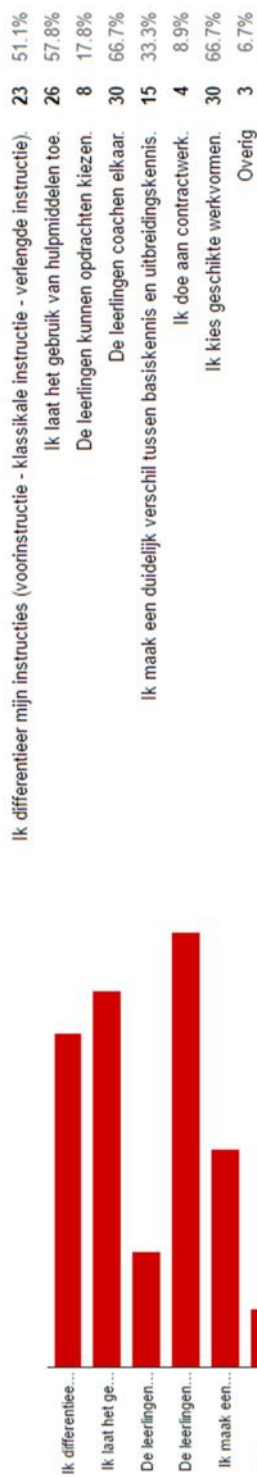 Ik differentiee...
Ik laat het ge...
De leerlingen...
De leerlingen...
Ik maak een...
Ik differentieer mijn instructies (voorinstructie - klassikale instructie - verlengde instructie). 23 51.1%
Ik laat het gebruik van hulpmiddelen toe. 26 57.8%
De leerlingen kunnen opdrachten kiezen. 8 17.8%
De leerlingen coachen elkaar. 30 66.7%
Ik maak een duidelijk verschil tussen basiskennis en uitbreidingskennis. 15 33.3%
Ik doe aan contractwerk. 4 8.9%
Ik kies geschikte werkvormen. 30 66.7%
Overig 3 6.7%